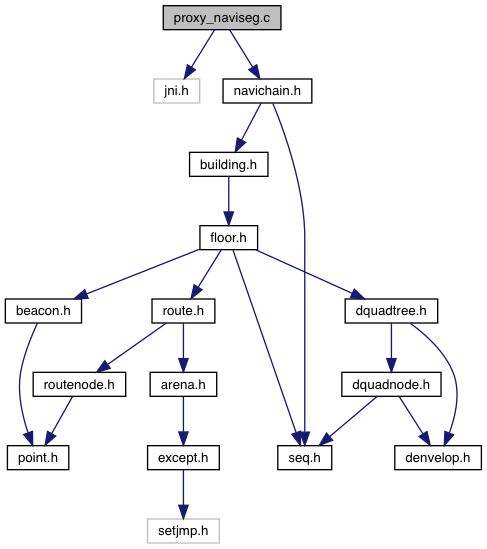 proxy_naviseg.c
jni.h
navichain.h
building.h
floor.h
beacon.h
route.h
dquadtree.h
routenode.h
arena.h
dquadnode.h
point.h
except.h
seq.h
denvelop.h
setjmp.h